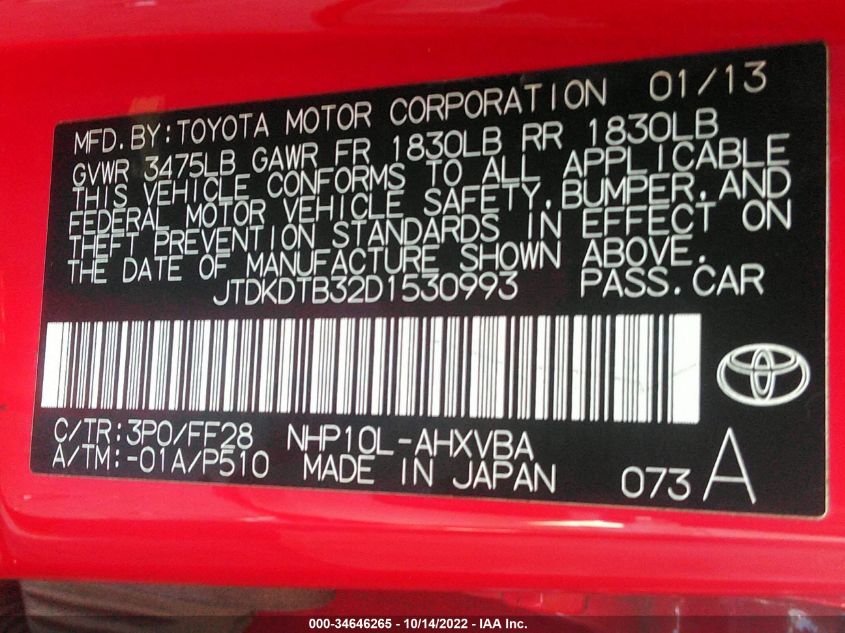 MFD. BY: TOYOTA MOTOR CORPORATION 01/13
GVWR 3475LB GAWR FR 1830LB RR 1830LB
THIS VEHICLE CONFORMS TO ALL APPLICABLE
FEDERAL MOTOR VEHICLE SAFETY, BUMPER, AND
THEFT PREVENTION STANDARDS IN EFFECT ON
THE DATE OF MANUFACTURE SHOWN ABOVE.
JTDKDTB32D1530993 PASS. CAR
C/TR: 3P0/FF28 NHP10L-AHXVBA
A/TM: -01A/P510 MADE IN JAPAN 073 A
000-34646265 - 10/14/2022 - IAA Inc.